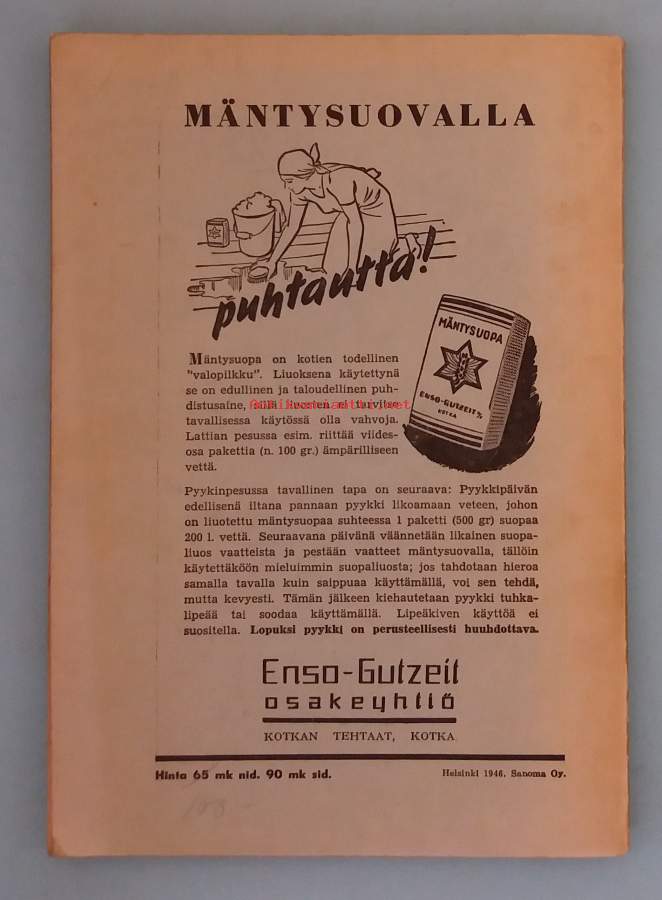 MÄNTYSUOVALLA
puhtautta!
MÄNTYSUOPA
ENSO-GUTZEIT O/Y
KOTKA
Mäntysuopa on kotien todellinen
"valopilkku". Liuoksena käytettynä
se on edullinen ja taloudellinen puh-
distusaine, sillä liuosten ei tarvitse
tavallisessa käytössä olla vahvoja.
Lattian pesussa esim. riittää viides-
osa pakettia (n. 100 gr.) ämpärilliseen
vettä.
Pyykinpesussa tavallinen tapa on seuraava: Pyykkipäivän
edellisenä iltana pannaan pyykki likoamaan veteen, johon
on liuotettu mäntysuopaa suhteessa 1 paketti (500 gr) suopaa
200 l. vettä. Seuraavana päivänä väännetään likainen suopa-
liuos vaatteista ja pestään vaatteet mäntysuovalla, tällöin
käytettäköön mieluimmin suopaliuosta; jos tahdotaan hieroa
samalla tavalla kuin saippuaa käyttämällä, voi sen tehdä,
mutta kevyesti. Tämän jälkeen kiehautetaan pyykki tuhka-
lipeää tai soodaa käyttämällä. Lipeäkiven käyttöä ei
suositella. Lopuksi pyykki on perusteellisesti huuhdottava.
Enso-Gutzeit
osakeyhtiö
KOTKAN TEHTAAT, KOTKA
Hinta 65 mk nid. 90 mk sid.
Helsinki 1946. Sanoma Oy.